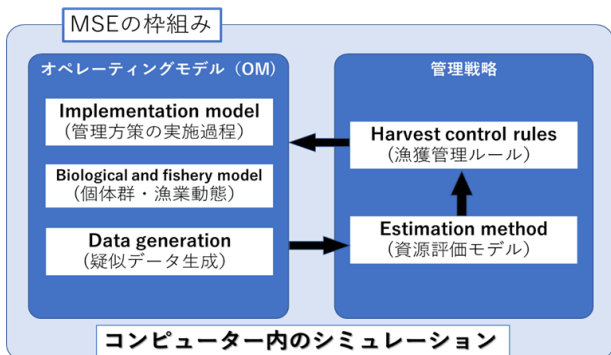 MSEの枠組み
オペレーティングモデル（OM）
Implementation model
(管理方策の実施過程)
Biological and fishery model
(個体群・漁業動態)
Data generation
(疑似データ生成)
管理戦略
Harvest control rules
(漁獲管理ルール)
Estimation method
(資源評価モデル)
コンピューター内のシミュレーション